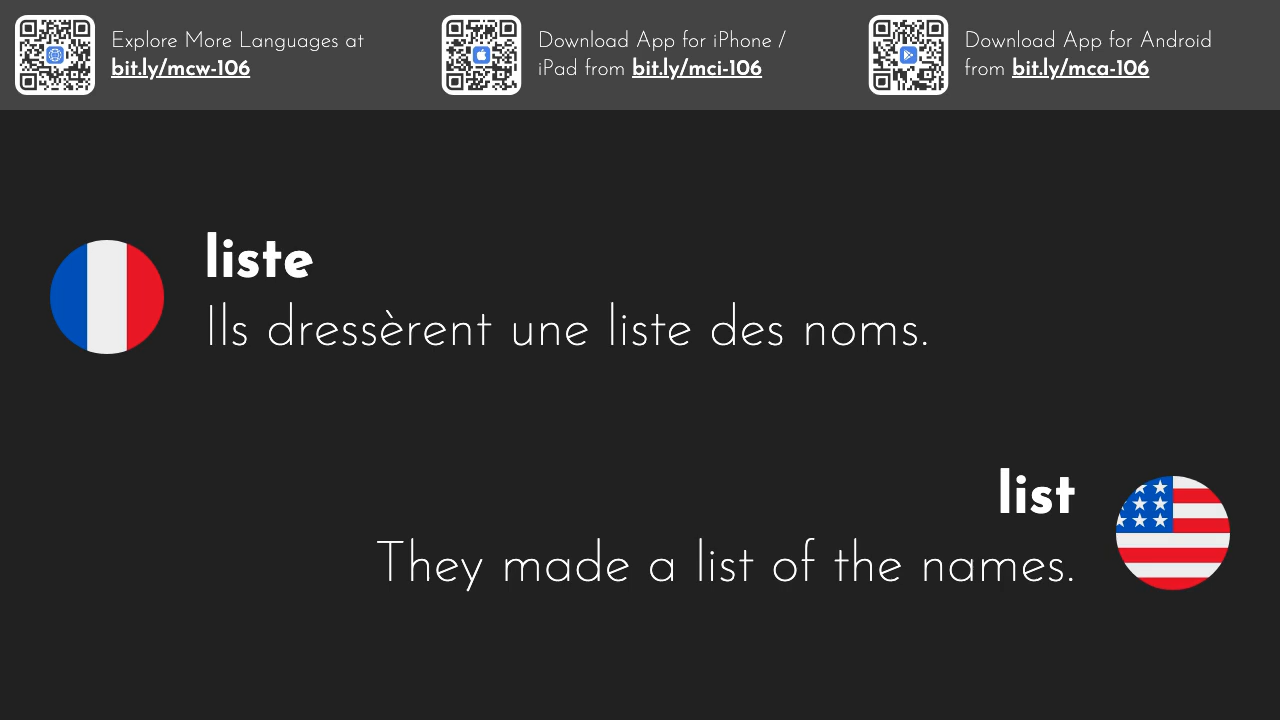 Explore More Languages at
bit.ly/mcw-106
Download App for iPhone /
iPad from bit.ly/mci-106
Download App for Android
from bit.ly/mca-106
liste
Ils dressèrent une liste des noms.
list
They made a list of the names.